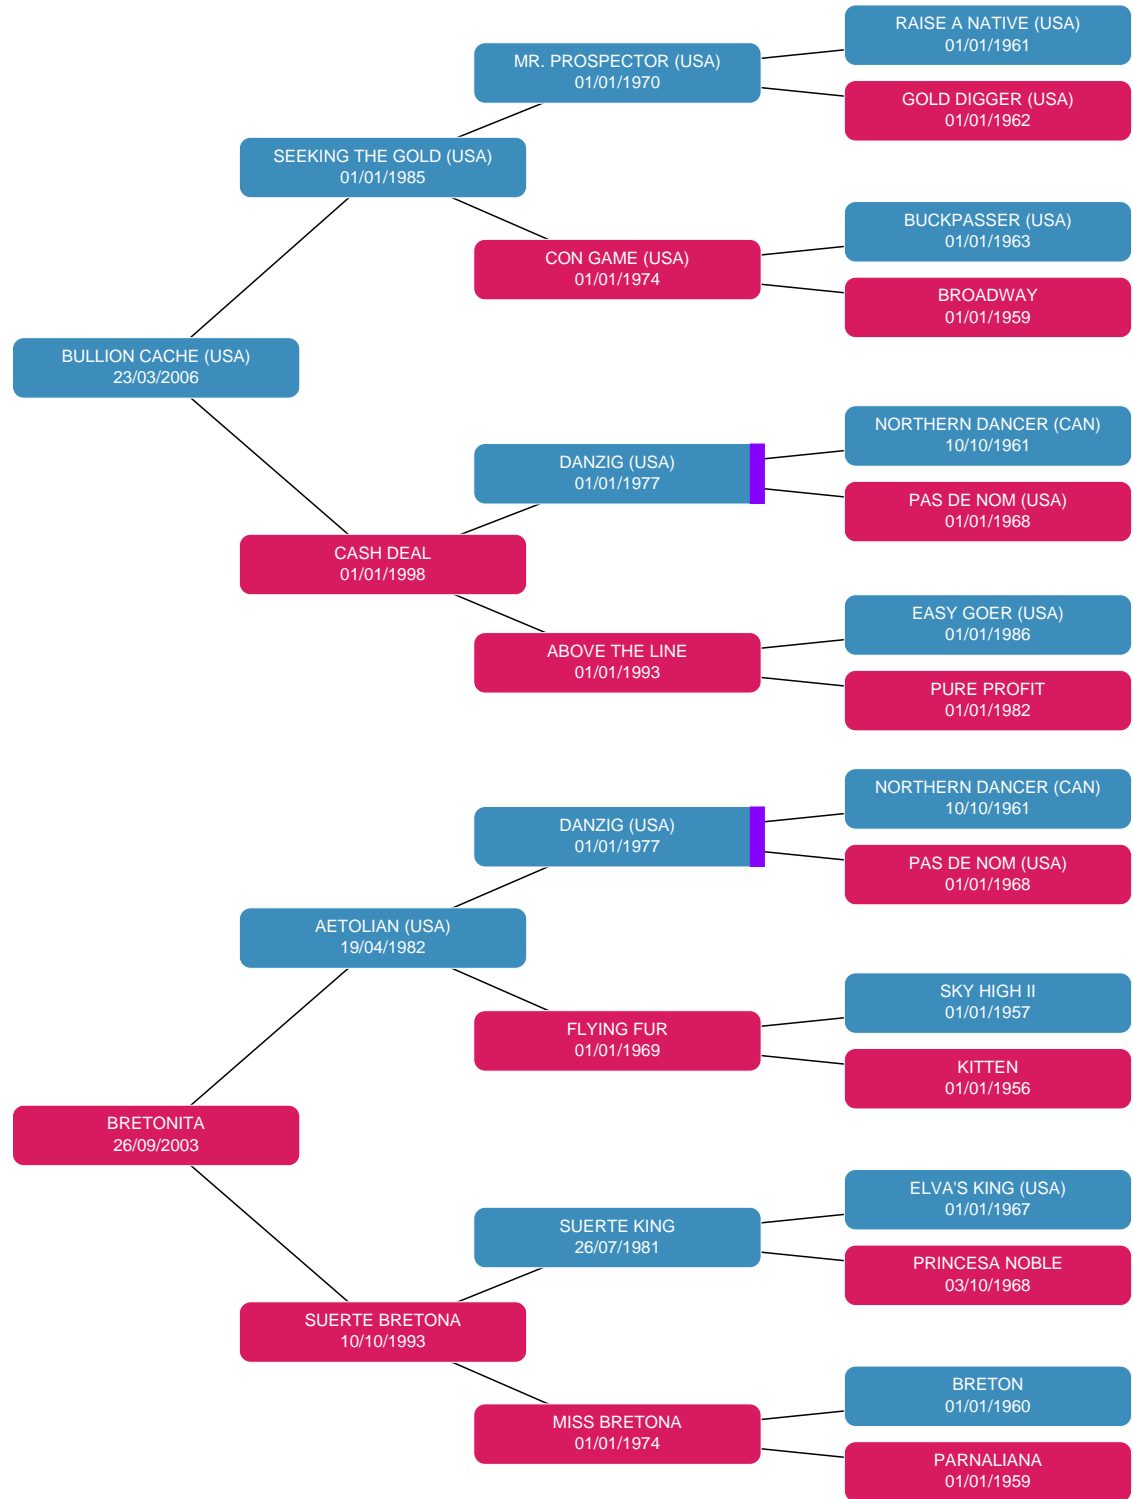 RAISE A NATIVE (USA)
01/01/1961
MR. PROSPECTOR (USA)
01/01/1970
GOLD DIGGER (USA)
01/01/1962
SEEKING THE GOLD (USA)
01/01/1985
BUCKPASSER (USA)
01/01/1963
CON GAME (USA)
01/01/1974
BROADWAY
01/01/1959
BULLION CACHE (USA)
23/03/2006
NORTHERN DANCER (CAN)
10/10/1961
DANZIG (USA)
01/01/1977
PAS DE NOM (USA)
01/01/1968
CASH DEAL
01/01/1998
EASY GOER (USA)
01/01/1986
ABOVE THE LINE
01/01/1993
PURE PROFIT
01/01/1982
NORTHERN DANCER (CAN)
10/10/1961
DANZIG (USA)
01/01/1977
PAS DE NOM (USA)
01/01/1968
AETOLIAN (USA)
19/04/1982
SKY HIGH II
01/01/1957
FLYING FUR
01/01/1969
KITTEN
01/01/1956
BRETONITA
26/09/2003
ELVA'S KING (USA)
01/01/1967
SUERTE KING
26/07/1981
PRINCESA NOBLE
03/10/1968
SUERTE BRETONA
10/10/1993
BRETON
01/01/1960
MISS BRETONA
01/01/1974
PARNALIANA
01/01/1959